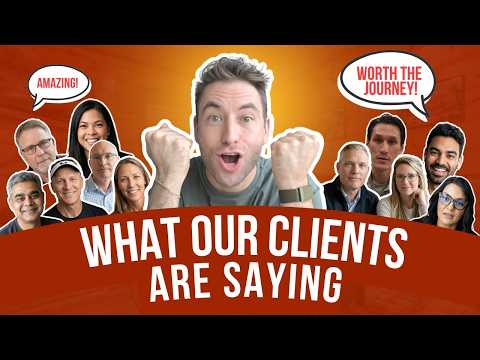 AMAZING!
WORTH THE
JOURNEY!
WHAT OUR CLIENTS
ARE SAYING